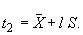 t₂ = X̄ + l S.